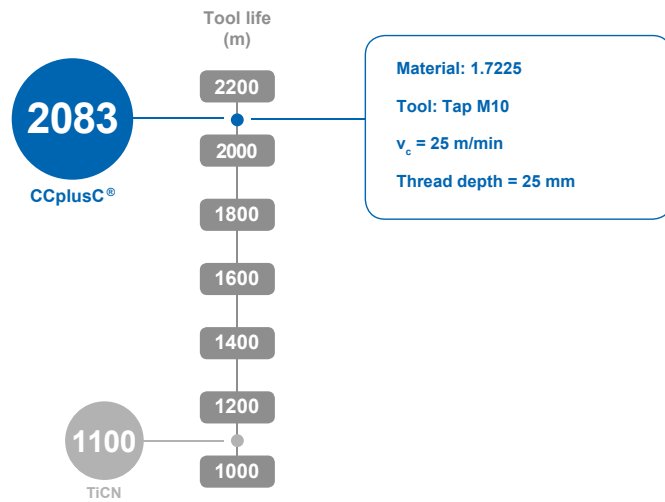 Tool life
(m)
2200
2083
2000
CCplusC®
1800
1600
1400
1200
1100
1000
TiCN
Material: 1.7225
Tool: Tap M10
vc = 25 m/min
Thread depth = 25 mm